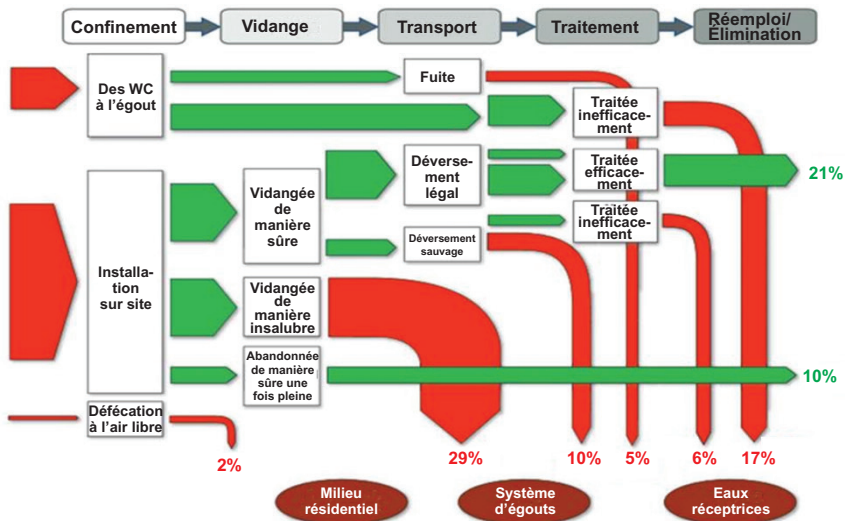 Confinement
Vidange
Transport
Traitement
Réemploi/
Élimination
Des WC
à l'égout
Fuite
Traitée
inefficace-
ment
Déverse-
ment
légal
Traitée
efficace-
ment
21%
Vidangée
de
manière
sûre
Traitée
inefficace-
ment
Déversement
sauvage
Installa-
tion
sur site
Vidangée
de
manière
insalubre
Abandonnée
de manière
sûre une
fois pleine
10%
Défécation
à l'air libre
2%
29%
10%
5%
6%
17%
Milieu
résidentiel
Système
d'égouts
Eaux
réceptrices